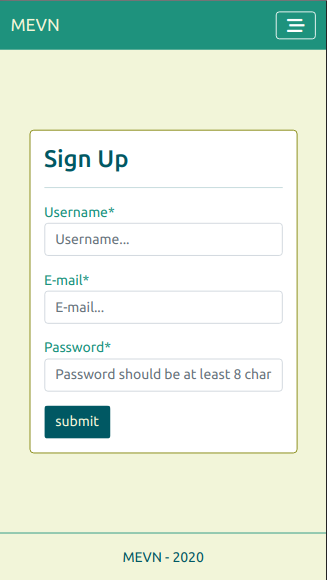 MEVN
Sign Up
Username*
Username...
E-mail*
E-mail...
Password*
Password should be at least 8 char
submit
MEVN - 2020